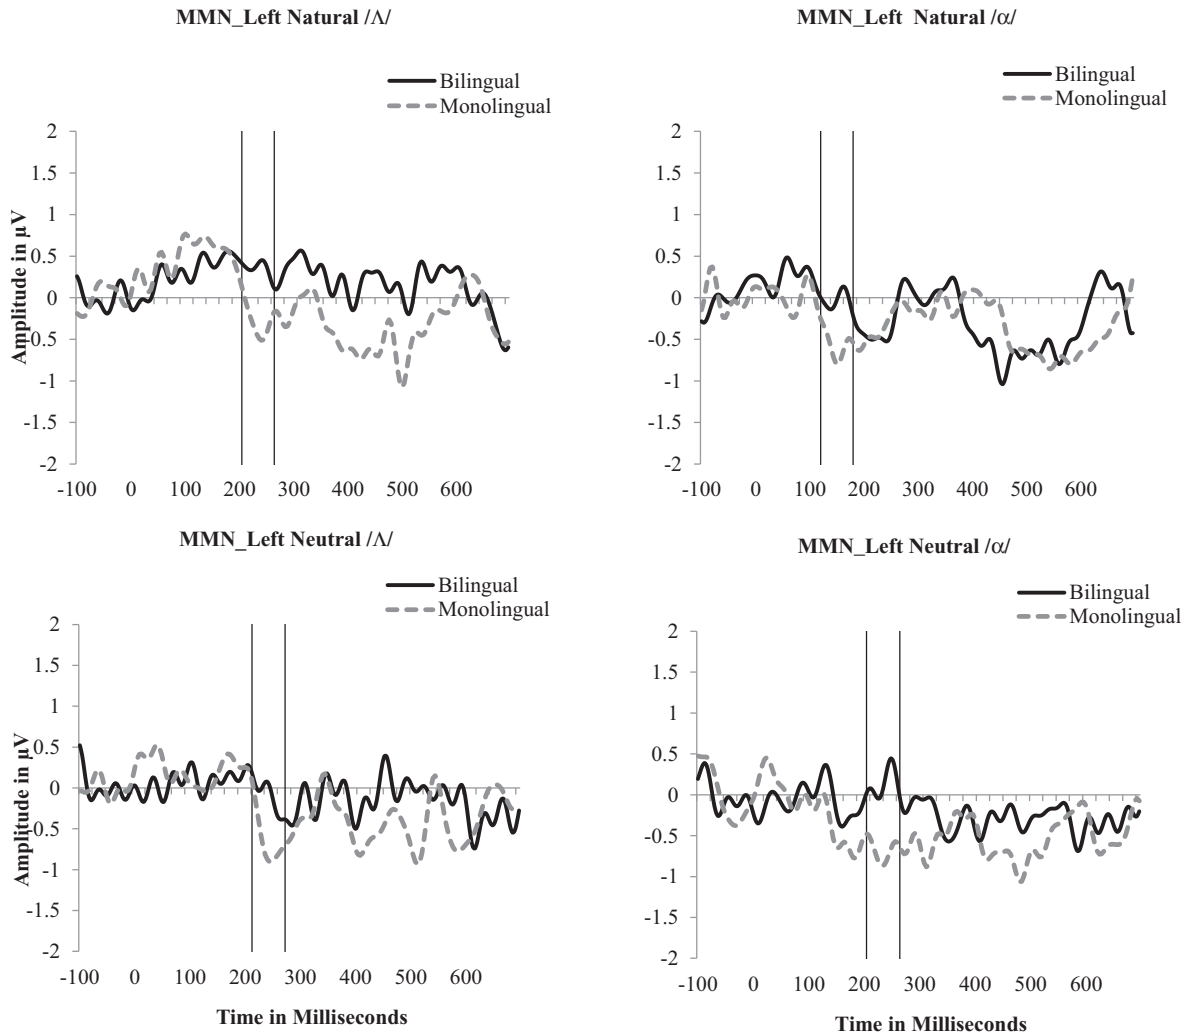 MMN_Left Natural /Λ/
Bilingual
Monolingual
2
1.5
1
0.5
0
-0.5
-1
-1.5
-2
Amplitude in μV
-100 0 100 200 300 400 500 600
MMN_Left Natural /α/
Bilingual
Monolingual
2
1.5
1
0.5
0
-0.5
-1
-1.5
-2
-100 0 100 200 300 400 500 600
MMN_Left Neutral /Λ/
Bilingual
Monolingual
2
1.5
1
0.5
0
-0.5
-1
-1.5
-2
Amplitude in μV
-100 0 100 200 300 400 500 600
Time in Milliseconds
MMN_Left Neutral /α/
Bilingual
Monolingual
2
1.5
1
0.5
0
-0.5
-1
-1.5
-2
-100 0 100 200 300 400 500 600
Time in Milliseconds